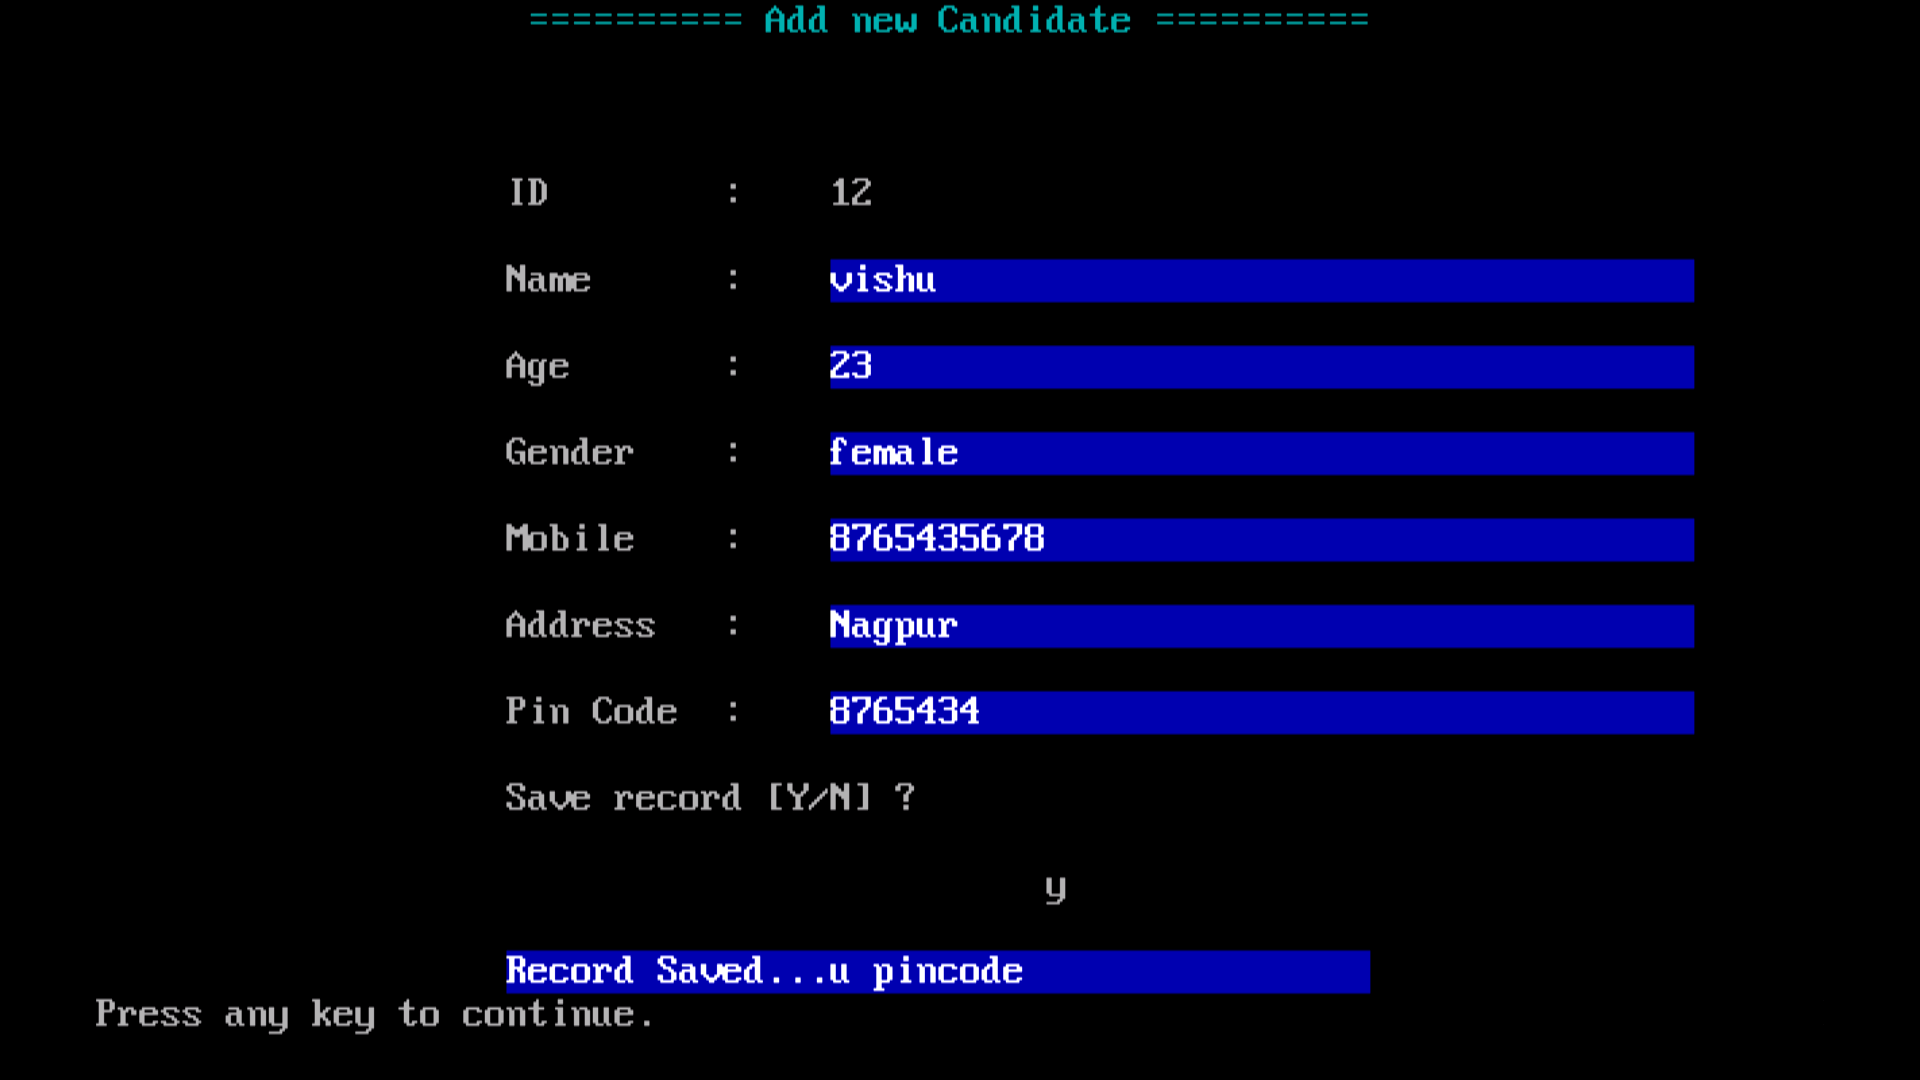 ========== Add new Candidate ==========
ID : 12
Name : vishu
Age : 23
Gender : female
Mobile : 8765435678
Address : Nagpur
Pin Code : 8765434
Save record [Y/N] ?
y
Record Saved...u pincode
Press any key to continue.